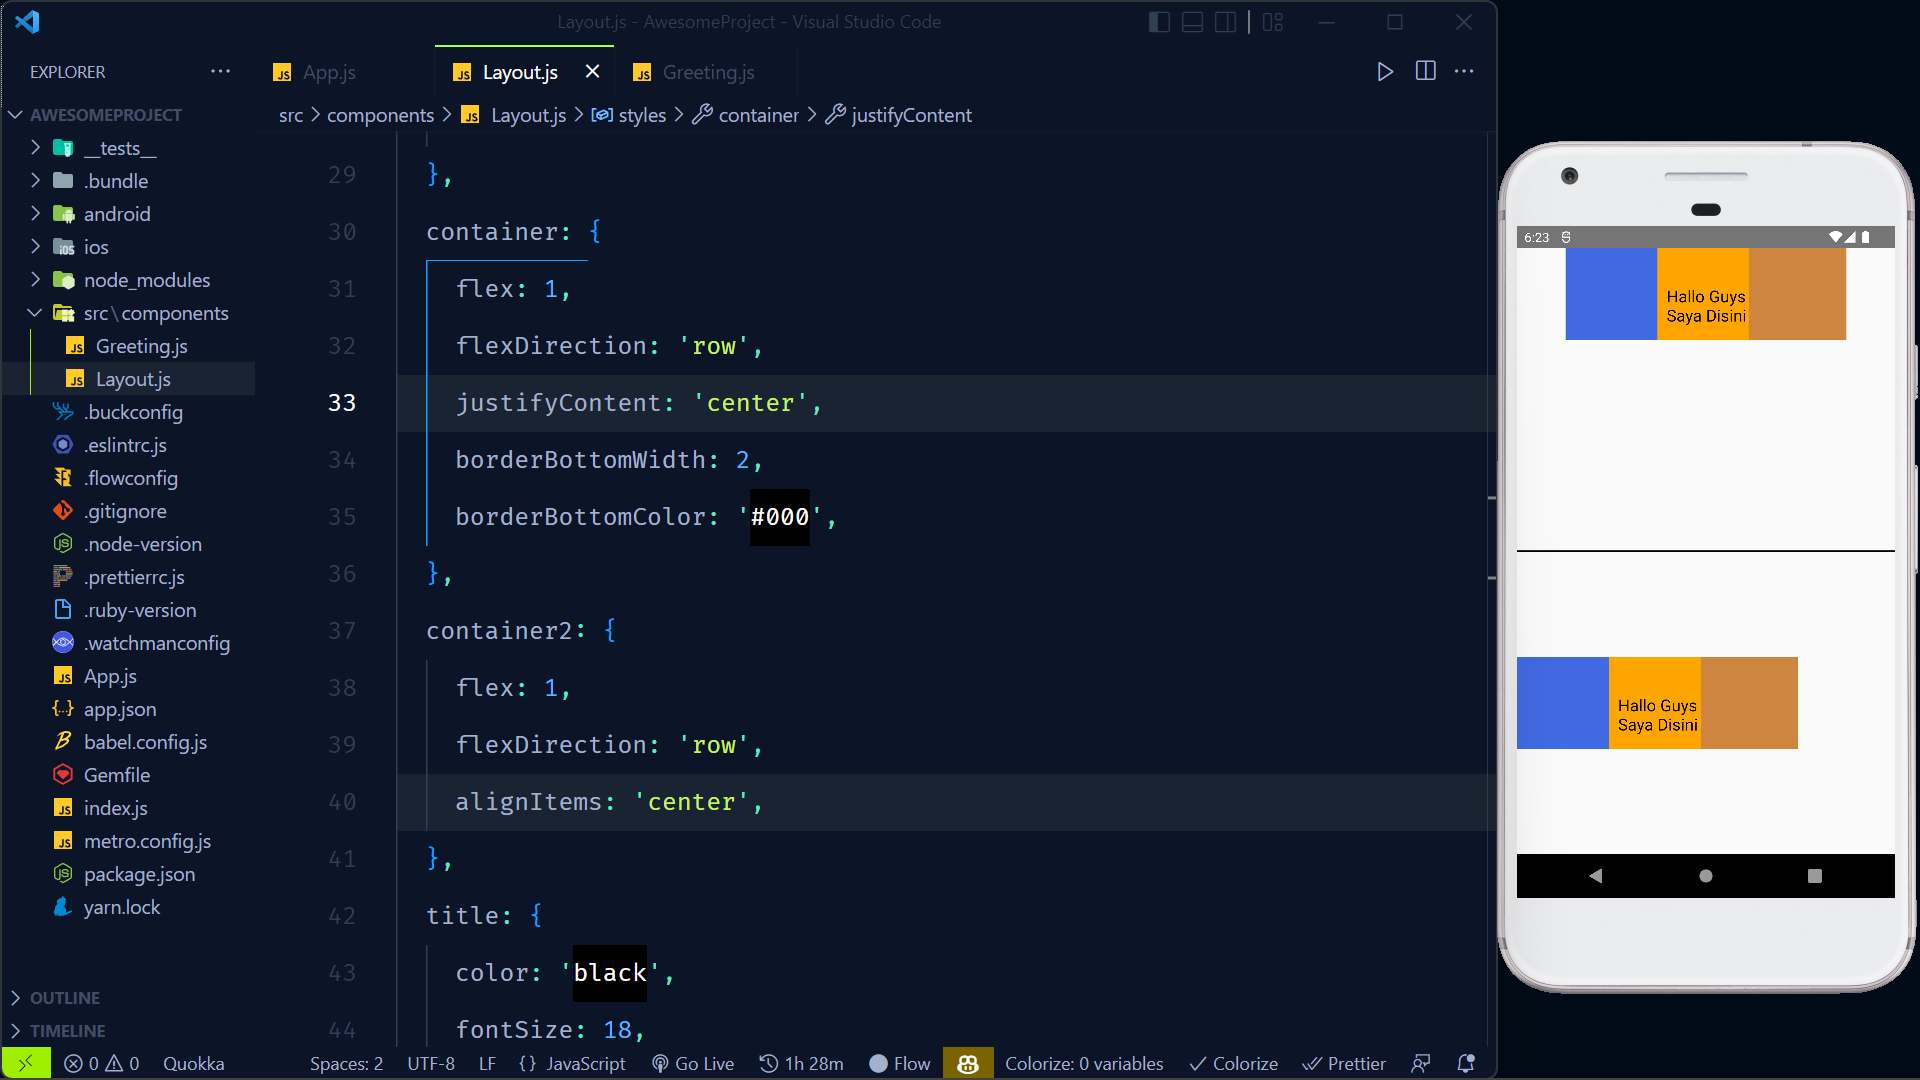 Layout.js - AwesomeProject - Visual Studio Code
EXPLORER
App.js
Layout.js
Greeting.js
src > components > Layout.js > styles > container > justifyContent
AWESOMEPROJECT
__tests__
.bundle
android
ios
node_modules
src\components
Greeting.js
Layout.js
.buckconfig
.eslintrc.js
.flowconfig
.gitignore
.node-version
.prettierrc.js
.ruby-version
.watchmanconfig
App.js
app.json
babel.config.js
Gemfile
index.js
metro.config.js
package.json
yarn.lock
OUTLINE
TIMELINE
29 },
30 container: {
31 flex: 1,
32 flexDirection: 'row',
33 justifyContent: 'center',
34 borderBottomWidth: 2,
35 borderBottomColor: '#000',
36 },
37 container2: {
38 flex: 1,
39 flexDirection: 'row',
40 alignItems: 'center',
41 },
42 title: {
43 color: 'black',
44 fontSize: 18,
0 0 Quokka Spaces: 2 UTF-8 LF {} JavaScript Go Live 1h 28m Flow Colorize: 0 variables Colorize Prettier
6:23
Hallo Guys
Saya Disini
Hallo Guys
Saya Disini